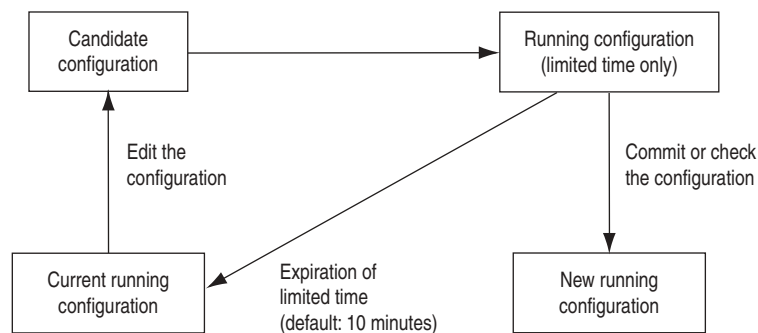 Candidate
configuration
Running configuration
(limited time only)
Edit the
configuration
Commit or check
the configuration
Current running
configuration
Expiration of
limited time
(default: 10 minutes)
New running
configuration